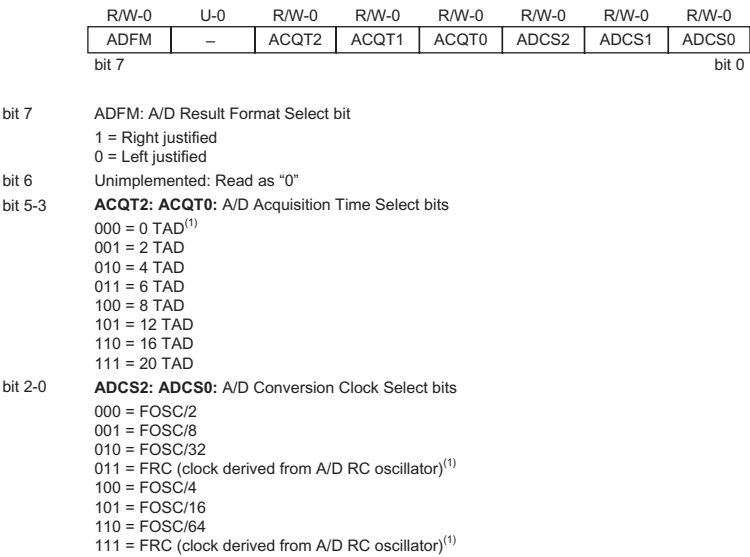 R/W-0 U-0 R/W-0 R/W-0 R/W-0 R/W-0 R/W-0 R/W-0
ADFM – ACQT2 ACQT1 ACQT0 ADCS2 ADCS1 ADCS0
bit 7 bit 0
bit 7 ADFM: A/D Result Format Select bit
1 = Right justified
0 = Left justified
bit 6 Unimplemented: Read as “0”
bit 5-3 ACQT2: ACQT0: A/D Acquisition Time Select bits
000 = 0 TAD(1)
001 = 2 TAD
010 = 4 TAD
011 = 6 TAD
100 = 8 TAD
101 = 12 TAD
110 = 16 TAD
111 = 20 TAD
bit 2-0 ADCS2: ADCS0: A/D Conversion Clock Select bits
000 = FOSC/2
001 = FOSC/8
010 = FOSC/32
011 = FRC (clock derived from A/D RC oscillator)(1)
100 = FOSC/4
101 = FOSC/16
110 = FOSC/64
111 = FRC (clock derived from A/D RC oscillator)(1)